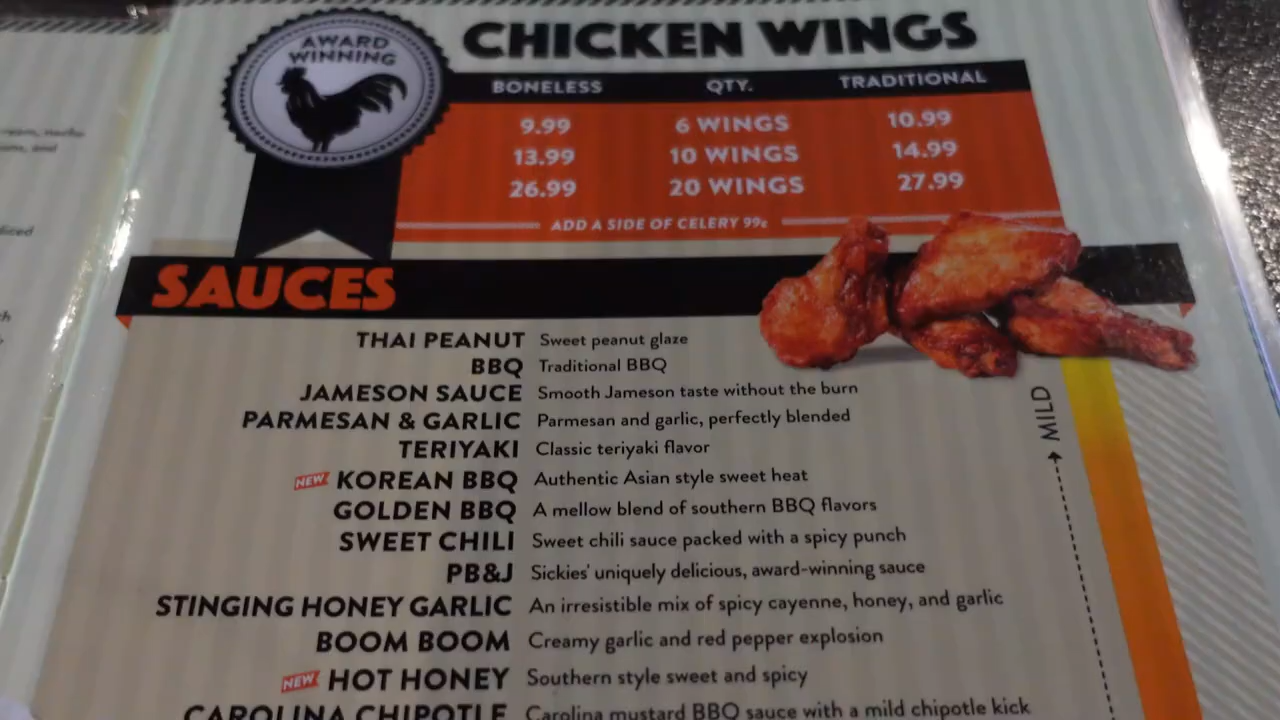 AWARD
WINNING
CHICKEN WINGS
BONELESS QTY. TRADITIONAL
9.99 6 WINGS 10.99
13.99 10 WINGS 14.99
26.99 20 WINGS 27.99
ADD A SIDE OF CELERY 99¢
SAUCES
THAI PEANUT Sweet peanut glaze
BBQ Traditional BBQ
JAMESON SAUCE Smooth Jameson taste without the burn
PARMESAN & GARLIC Parmesan and garlic, perfectly blended
TERIYAKI Classic teriyaki flavor
NEW KOREAN BBQ Authentic Asian style sweet heat
GOLDEN BBQ A mellow blend of southern BBQ flavors
SWEET CHILI Sweet chili sauce packed with a spicy punch
PB&J Sickies' uniquely delicious, award-winning sauce
STINGING HONEY GARLIC An irresistible mix of spicy cayenne, honey, and garlic
BOOM BOOM Creamy garlic and red pepper explosion
NEW HOT HONEY Southern style sweet and spicy
CAROLINA CHIPOTLE Carolina mustard BBQ sauce with a mild chipotle kick
MILD